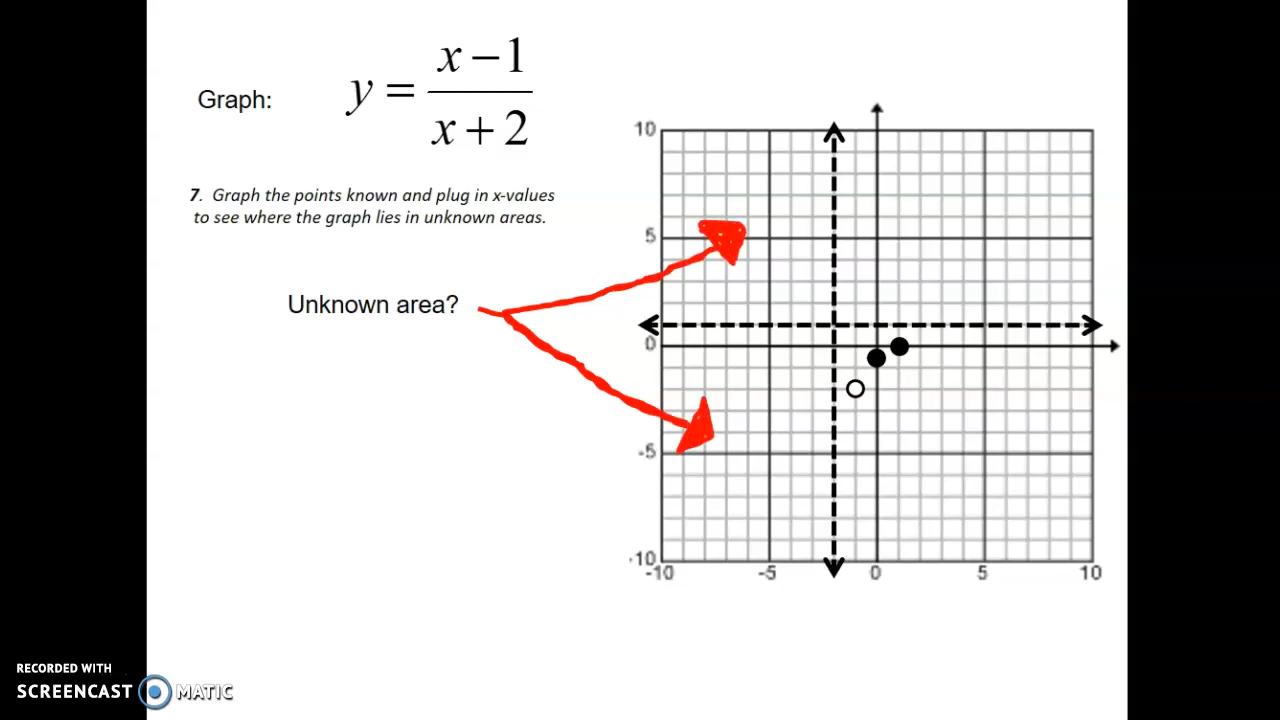 Graph:
y = \frac{x-1}{x+2}
7. Graph the points known and plug in x-values
to see where the graph lies in unknown areas.
Unknown area?
10
5
0
-5
-10
-10 -5 0 5 10
RECORDED WITH
SCREENCAST MATIC